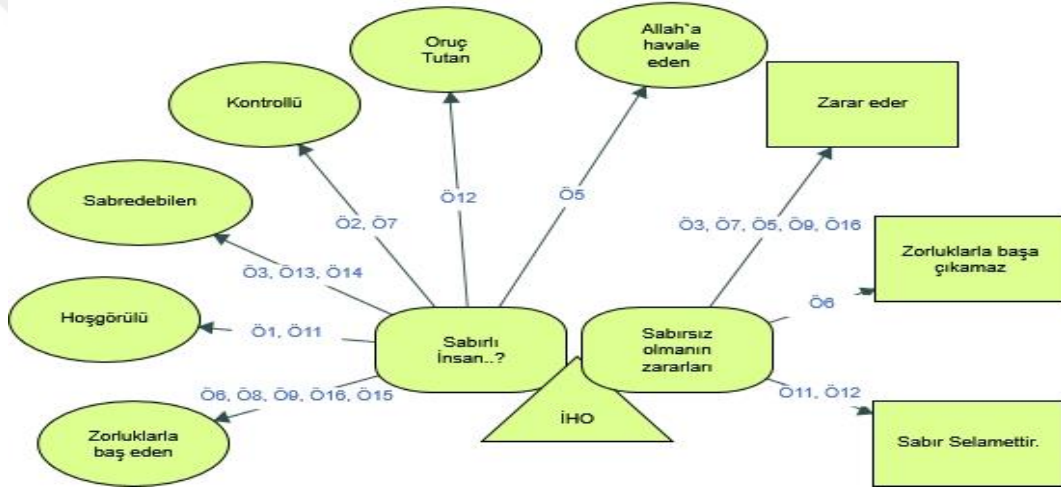 Oruç
Tutan
Allah`a
havale
eden
Kontrollü
Zarar eder
Sabredebilen
Ö12
Ö5
Ö2, Ö7
Ö3, Ö7, Ö5, Ö9, Ö16
Zorluklarla başa
çıkamaz
Ö3, Ö13, Ö14
Hoşgörülü
Ö1, Ö11
Sabırlı
İnsan..?
Sabırsız
olmanın
zararları
Ö6
Ö6, Ö8, Ö9, Ö16, Ö15
Ö11, Ö12
İHO
Zorluklarla
baş eden
Sabır Selamettir.